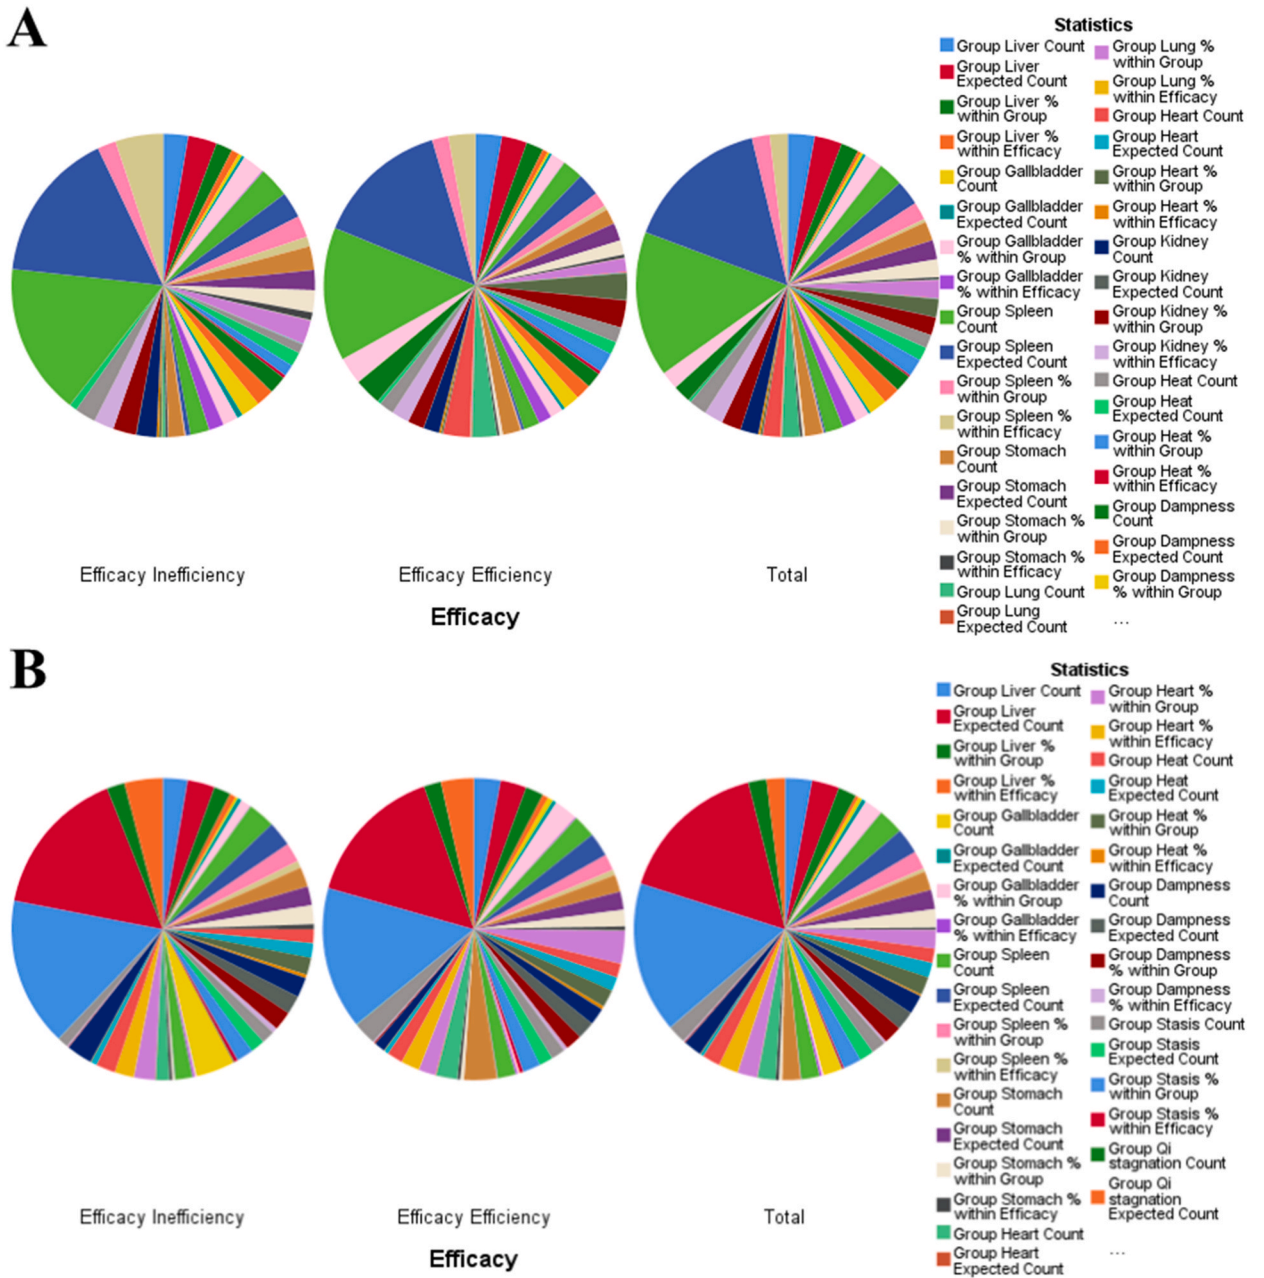 A
Statistics
Group Liver Count
Group Liver
Expected Count
Group Liver %
within Group
Group Liver %
within Efficacy
Group Gallbladder
Count
Group Gallbladder
Expected Count
Group Gallbladder
% within Group
Group Gallbladder
% within Efficacy
Group Spleen
Count
Group Spleen
Expected Count
Group Spleen %
within Group
Group Spleen %
within Efficacy
Group Stomach
Count
Group Stomach
Expected Count
Group Stomach %
within Group
Group Stomach %
within Efficacy
Group Lung Count
Group Lung
Expected Count
Group Lung %
within Group
Group Lung %
within Efficacy
Group Heart Count
Group Heart
Expected Count
Group Heart %
within Group
Group Heart %
within Efficacy
Group Kidney
Count
Group Kidney
Expected Count
Group Kidney %
within Group
Group Kidney %
within Efficacy
Group Heat Count
Group Heat
Expected Count
Group Heat %
within Group
Group Heat %
within Efficacy
Group Dampness
Count
Group Dampness
Expected Count
Group Dampness
% within Group
...
Efficacy Inefficiency
Efficacy Efficiency
Total
Efficacy
B
Statistics
Group Liver Count
Group Liver
Expected Count
Group Liver %
within Group
Group Liver %
within Efficacy
Group Gallbladder
Count
Group Gallbladder
Expected Count
Group Gallbladder
% within Group
Group Gallbladder
% within Efficacy
Group Spleen
Count
Group Spleen
Expected Count
Group Spleen %
within Group
Group Spleen %
within Efficacy
Group Stomach
Count
Group Stomach
Expected Count
Group Stomach %
within Group
Group Stomach %
within Efficacy
Group Heart Count
Group Heart
Expected Count
Group Heart %
within Group
Group Heart %
within Efficacy
Group Heat Count
Group Heat
Expected Count
Group Heat %
within Group
Group Heat %
within Efficacy
Group Dampness
Count
Group Dampness
Expected Count
Group Dampness
% within Group
Group Dampness
% within Efficacy
Group Stasis Count
Group Stasis
Expected Count
Group Stasis %
within Group
Group Stasis %
within Efficacy
Group Qi
stagnation Count
Group Qi
stagnation
Expected Count
...
Efficacy Inefficiency
Efficacy Efficiency
Total
Efficacy